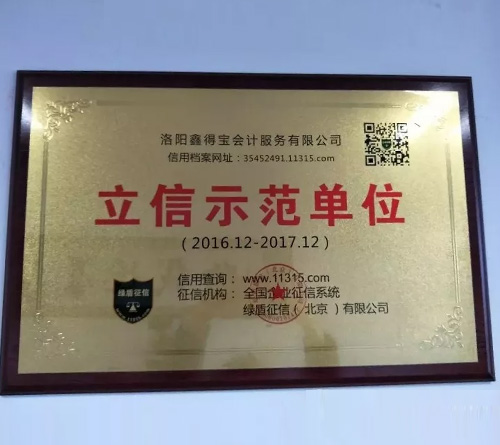 洛阳鑫得宝会计服务有限公司
信用档案网址：35452491.11315.com
立信示范单位
（2016.12-2017.12）
绿盾征信
信用查询：www.11315.com
征信机构：全国企业征信系统
绿盾征信（北京）有限公司